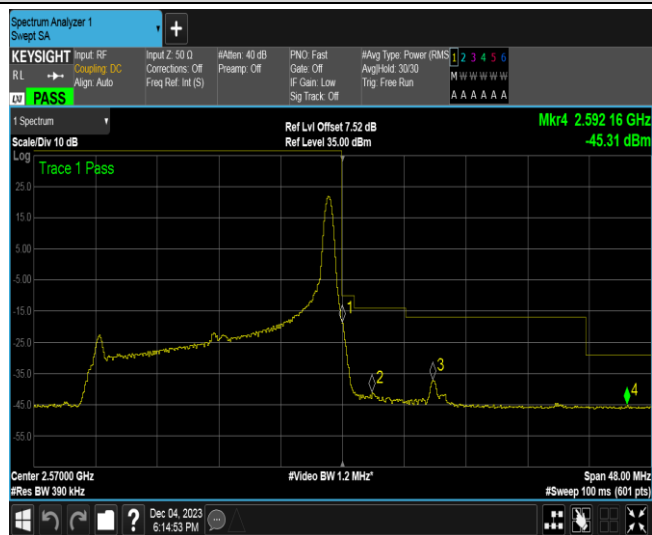 Spectrum Analyzer 1
Swept SA
KEYSIGHT
RL
LXI PASS
Input: RF
Coupling: DC
Align: Auto
Input Z: 50 Ω
Corrections: Off
Freq Ref: Int (S)
#Atten: 40 dB
Preamp: Off
PNO: Fast
Gate: Off
IF Gain: Low
Sig Track: Off
#Avg Type: Power (RMS
Avg|Hold: 30/30
Trig: Free Run
1 2 3 4 5 6
M W W W W W
A A A A A A
1 Spectrum
Scale/Div 10 dB
Ref Lvl Offset 7.52 dB
Ref Level 35.00 dBm
Mkr4 2.592 16 GHz
-45.31 dBm
Log
Trace 1 Pass
25.0
15.0
5.00
-5.00
-15.0
-25.0
-35.0
-45.0
-55.0
1
2
3
4
Center 2.57000 GHz
#Res BW 390 kHz
#Video BW 1.2 MHz*
Span 48.00 MHz
#Sweep 100 ms (601 pts)
?
Dec 04, 2023
6:14:53 PM